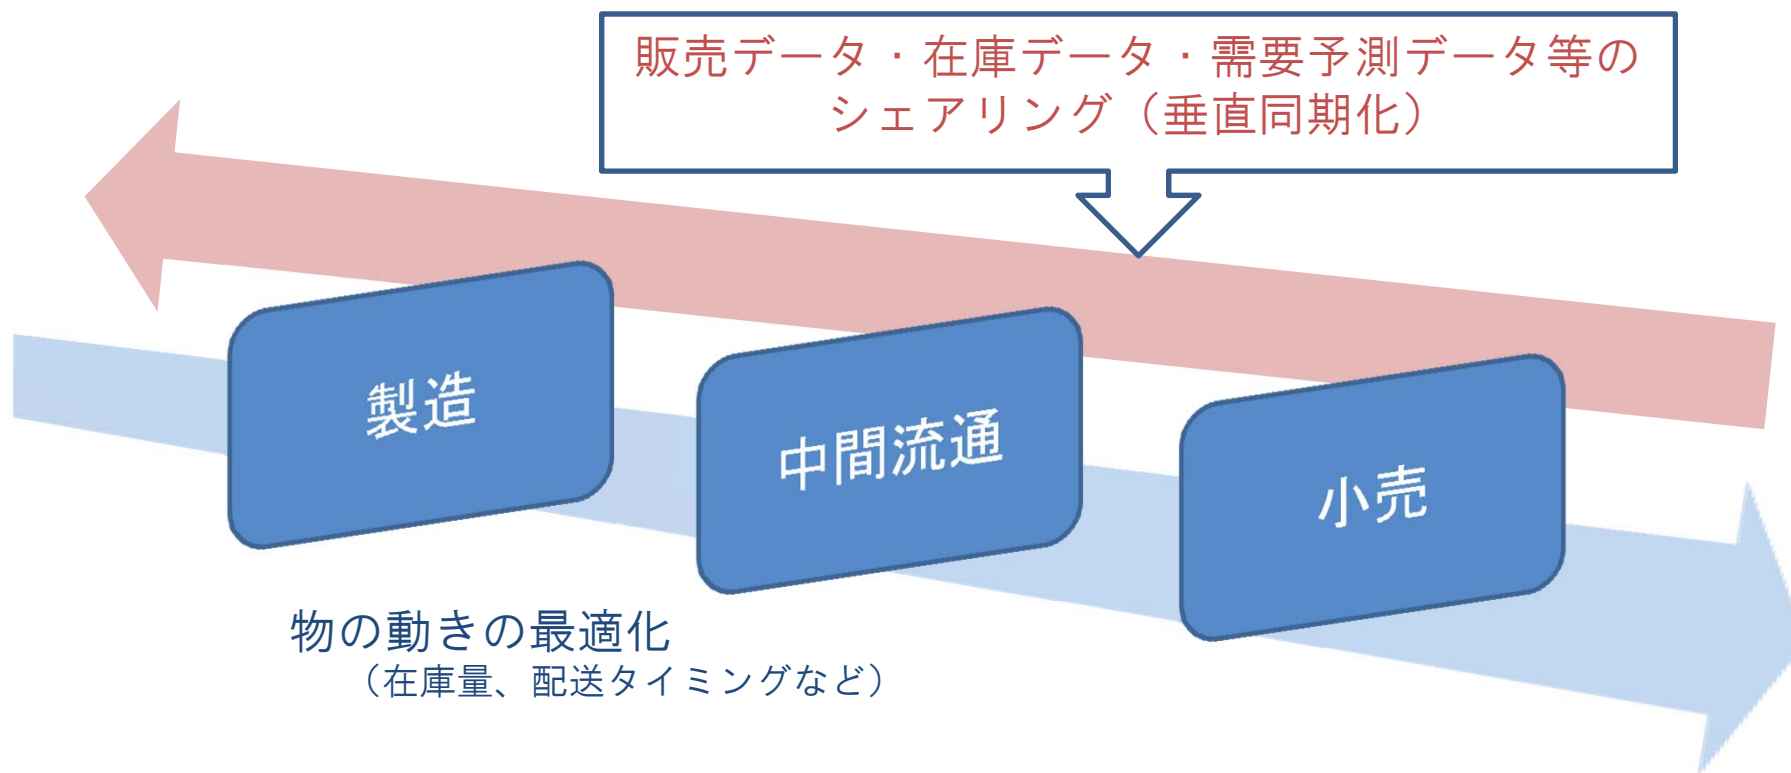 販売データ・在庫データ・需要予測データ等の
シェアリング（垂直同期化）
製造
中間流通
小売
物の動きの最適化
（在庫量、配送タイミングなど）